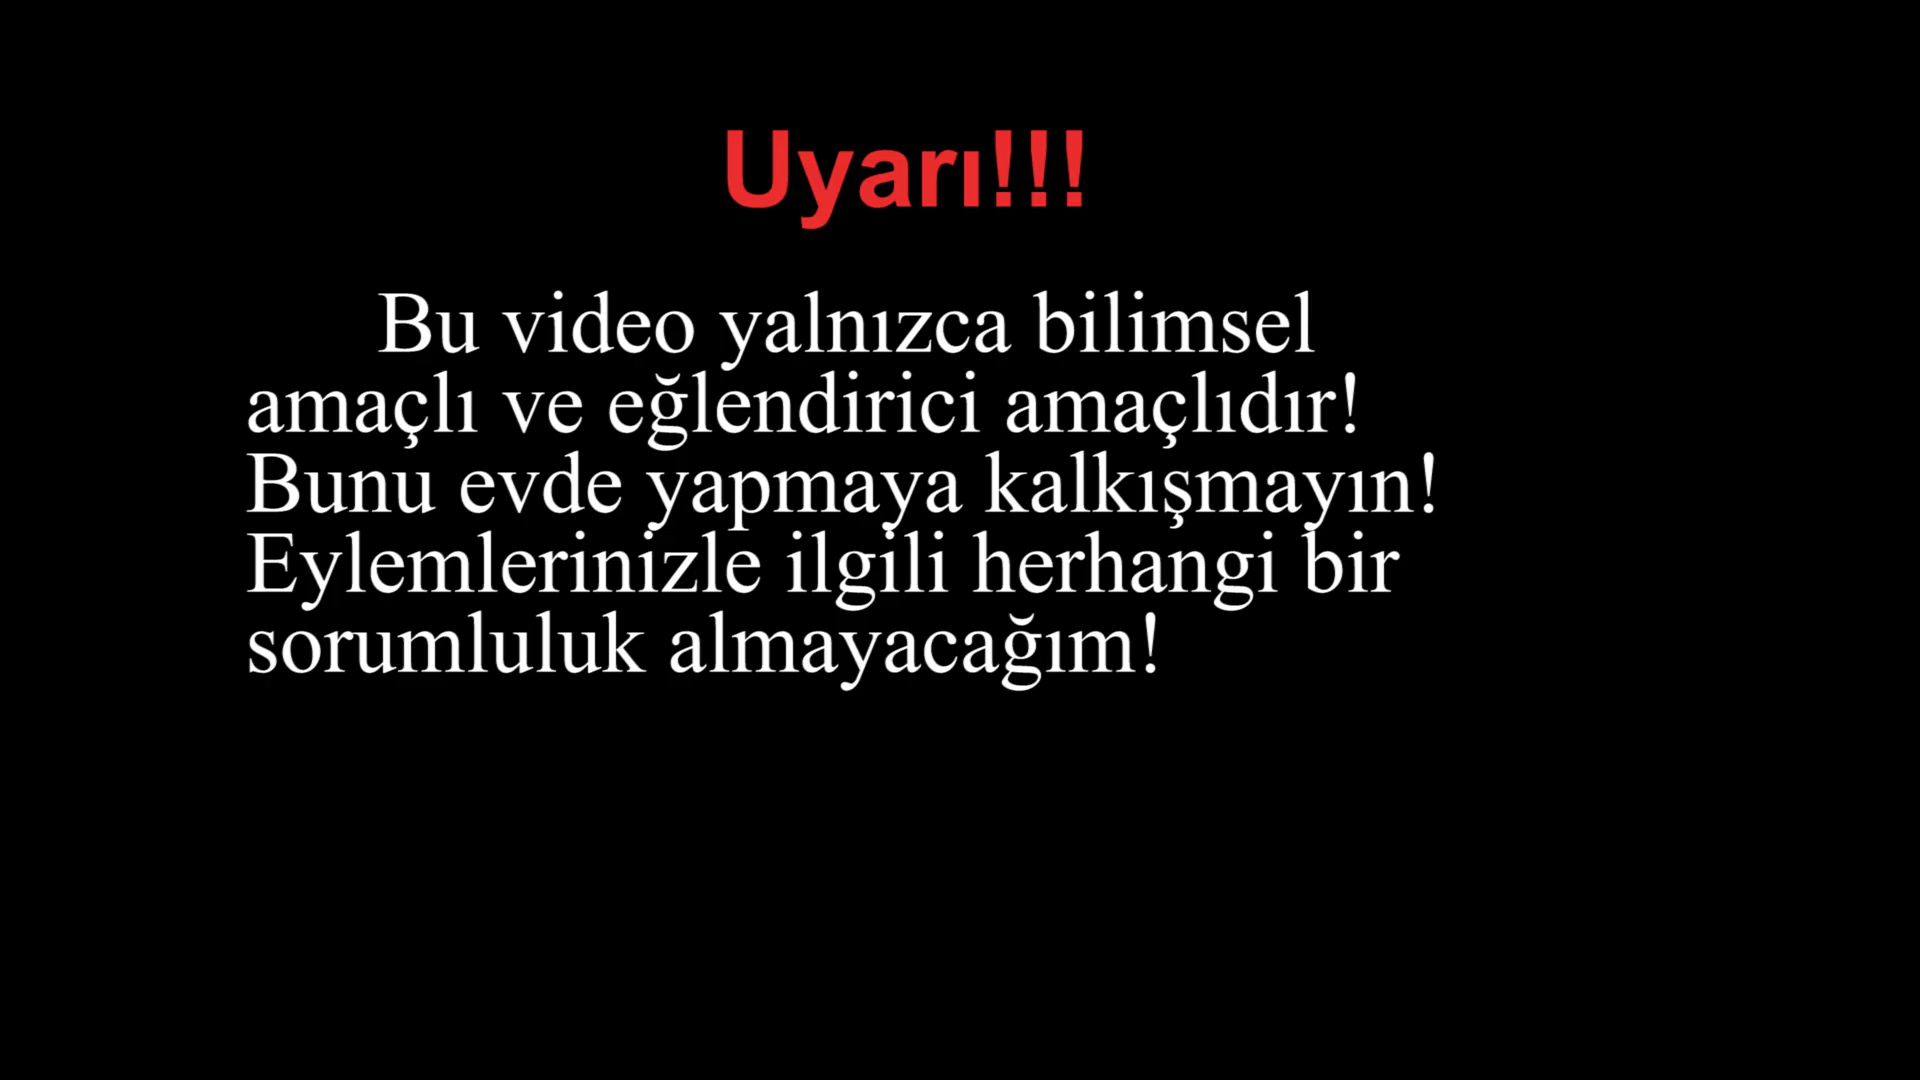 Uyarı!!!
Bu video yalnızca bilimsel
amaçlı ve eğlendirici amaçlıdır!
Bunu evde yapmaya kalkışmayın!
Eylemlerinizle ilgili herhangi bir
sorumluluk almayacağım!